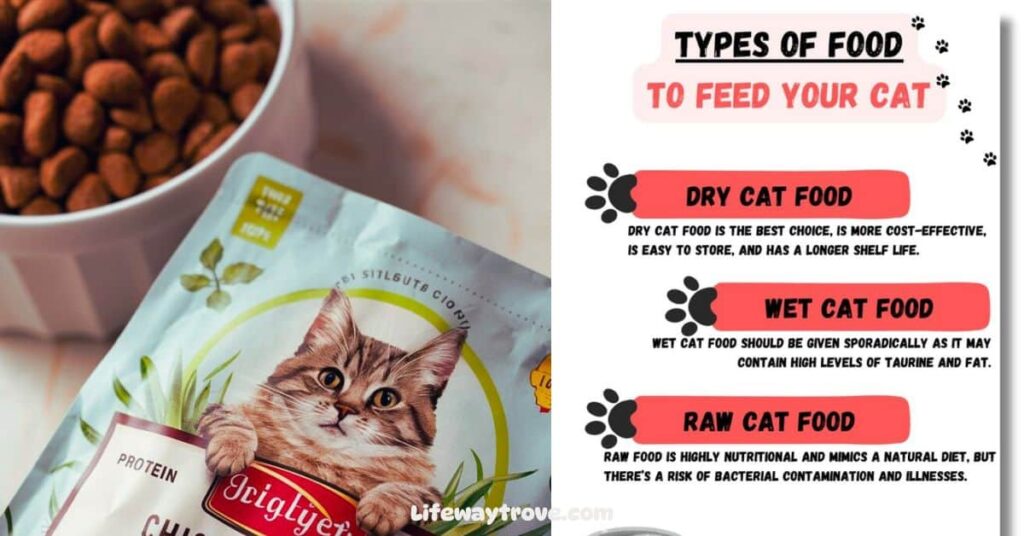 PROTEIN
TYPES OF FOOD
TO FEED YOUR CAT
DRY CAT FOOD
DRY CAT FOOD IS THE BEST CHOICE, IS MORE COST-EFFECTIVE,
IS EASY TO STORE, AND HAS A LONGER SHELF LIFE.
WET CAT FOOD
WET CAT FOOD SHOULD BE GIVEN SPORADICALLY AS IT MAY
CONTAIN HIGH LEVELS OF TAURINE AND FAT.
RAW CAT FOOD
RAW FOOD IS HIGHLY NUTRITIONAL AND MIMICS A NATURAL DIET, BUT
THERE'S A RISK OF BACTERIAL CONTAMINATION AND ILLNESSES.
Lifewaytrove.com